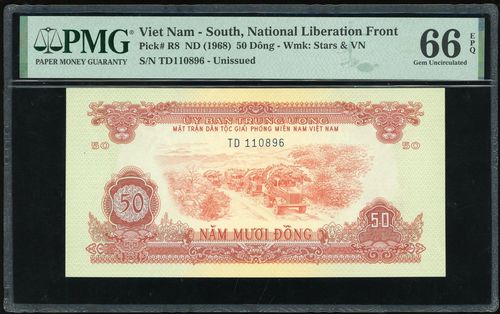 PMG
PAPER MONEY GUARANTY
Viet Nam - South, National Liberation Front
Pick# R8 ND (1968) 50 Dông - Wmk: Stars & VN
S/N TD110896 - Unissued
66 EPQ
Gem Uncirculated
ỦY BAN TRUNG ƯƠNG
MẶT TRẬN DÂN TỘC GIẢI PHÓNG MIỀN NAM VIỆT NAM
50
TD 110896
50
50
50
NĂM MƯƠI ĐỒNG